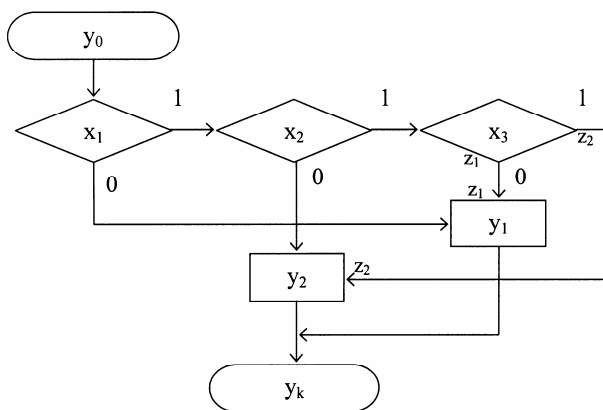 y₀
1 1 1
x₁ x₂ x₃
z₁ z₂
0 0 0
z₁
y₁
y₂ z₂
yₖ